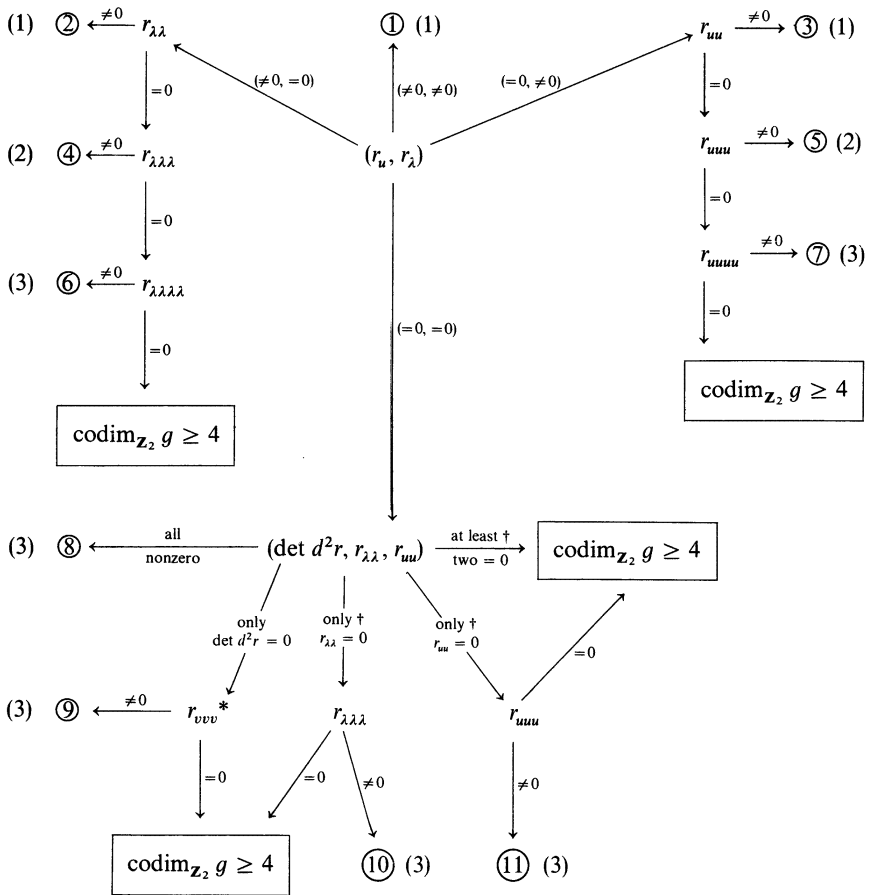 (1) ② ≠0 r_λλ ① (1) r_uu ≠0 ③ (1)
(≠0, =0) (≠0, ≠0) (=0, ≠0)
=0 =0
(2) ④ ≠0 r_λλλ (r_u, r_λ) r_uuu ≠0 ⑤ (2)
=0 =0
(3) ⑥ ≠0 r_λλλλ r_uuuu ≠0 ⑦ (3)
=0 (=0, =0) =0
codim_Z₂ g ≥ 4 codim_Z₂ g ≥ 4
(3) ⑧ all nonzero (det d²r, r_λλ, r_uu) at least † two = 0 codim_Z₂ g ≥ 4
only det d²r = 0 only † r_λλ = 0 only † r_uu = 0 =0
(3) ⑨ ≠0 r_vvv* r_λλλ r_uuu
=0 =0 ≠0 ≠0
codim_Z₂ g ≥ 4 ⑩ (3) ⑪ (3)